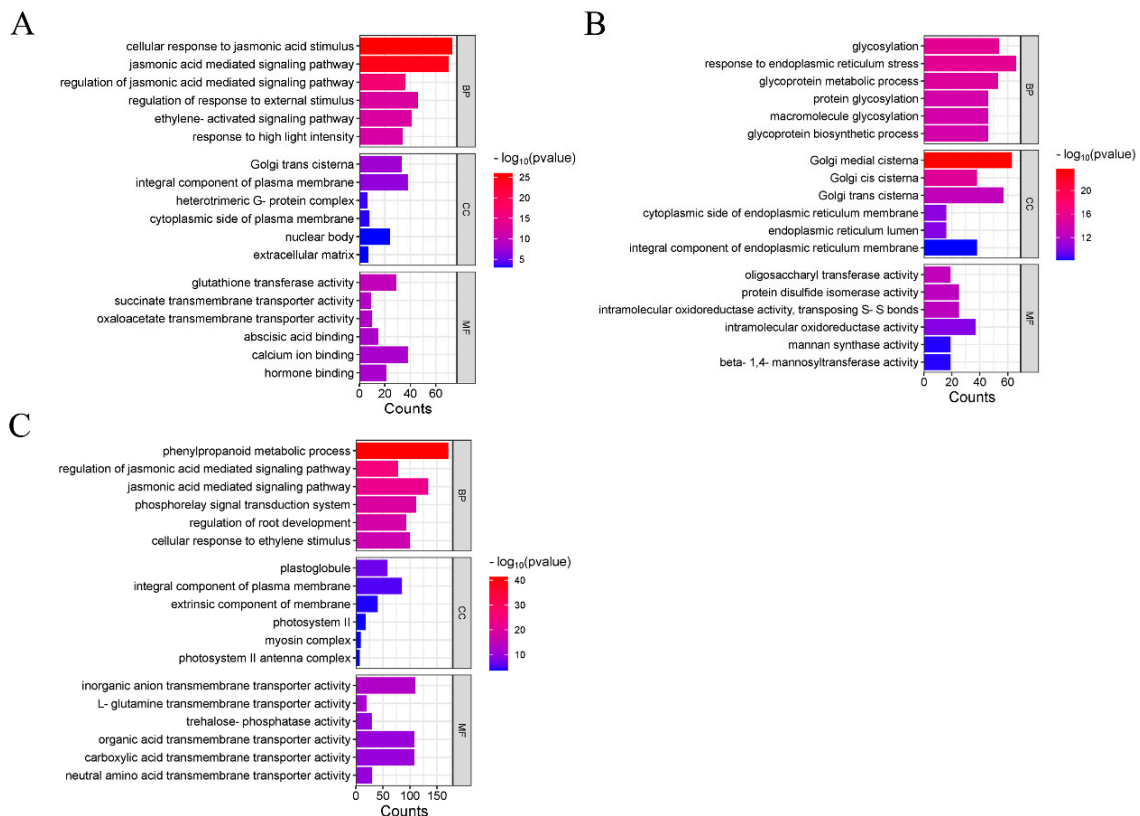 A
cellular response to jasmonic acid stimulus
jasmonic acid mediated signaling pathway
regulation of jasmonic acid mediated signaling pathway
regulation of response to external stimulus
ethylene- activated signaling pathway
response to high light intensity
BP
Golgi trans cisterna
integral component of plasma membrane
heterotrimeric G- protein complex
cytoplasmic side of plasma membrane
nuclear body
extracellular matrix
CC
glutathione transferase activity
succinate transmembrane transporter activity
oxaloacetate transmembrane transporter activity
abscisic acid binding
calcium ion binding
hormone binding
MF
0 20 40 60
Counts
- log10(pvalue)
25
20
15
10
5
B
glycosylation
response to endoplasmic reticulum stress
glycoprotein metabolic process
protein glycosylation
macromolecule glycosylation
glycoprotein biosynthetic process
BP
Golgi medial cisterna
Golgi cis cisterna
Golgi trans cisterna
cytoplasmic side of endoplasmic reticulum membrane
endoplasmic reticulum lumen
integral component of endoplasmic reticulum membrane
CC
oligosaccharyl transferase activity
protein disulfide isomerase activity
intramolecular oxidoreductase activity, transposing S- S bonds
intramolecular oxidoreductase activity
mannan synthase activity
beta- 1,4- mannosyltransferase activity
MF
0 20 40 60
Counts
- log10(pvalue)
20
16
12
C
phenylpropanoid metabolic process
regulation of jasmonic acid mediated signaling pathway
jasmonic acid mediated signaling pathway
phosphorelay signal transduction system
regulation of root development
cellular response to ethylene stimulus
BP
plastoglobule
integral component of plasma membrane
extrinsic component of membrane
photosystem II
myosin complex
photosystem II antenna complex
CC
inorganic anion transmembrane transporter activity
L- glutamine transmembrane transporter activity
trehalose- phosphatase activity
organic acid transmembrane transporter activity
carboxylic acid transmembrane transporter activity
neutral amino acid transmembrane transporter activity
MF
0 50 100 150
Counts
- log10(pvalue)
40
30
20
10